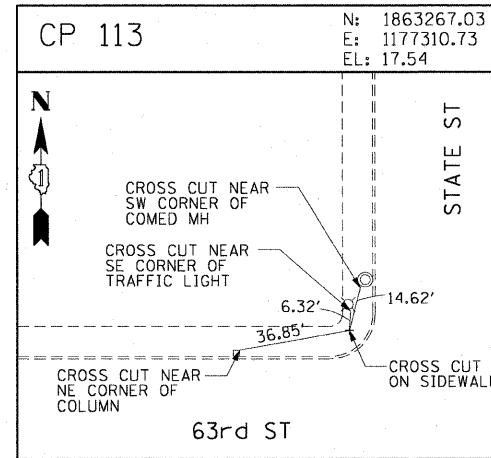 CP 113
N: 1863267.03
E: 1177310.73
EL: 17.54
N
1
STATE ST
CROSS CUT NEAR
SW CORNER OF
COMED MH
CROSS CUT NEAR
SE CORNER OF
TRAFFIC LIGHT
6.32'
14.62'
36.85'
CROSS CUT NEAR
NE CORNER OF
COLUMN
CROSS CUT
ON SIDEWAL
63rd ST